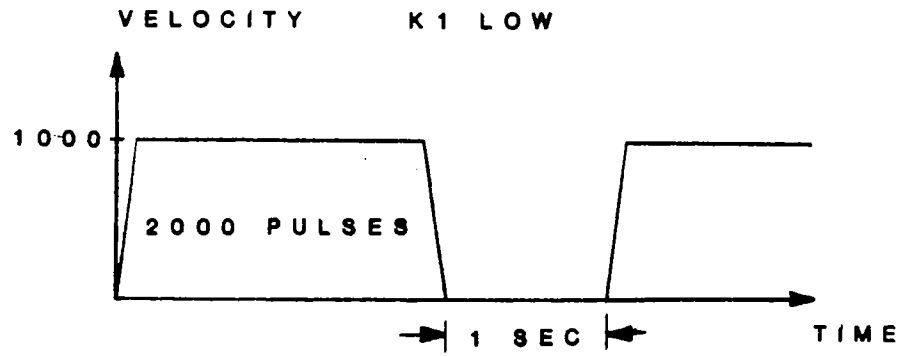 VELOCITY K1 LOW
1000
2000 PULSES
1 SEC
TIME